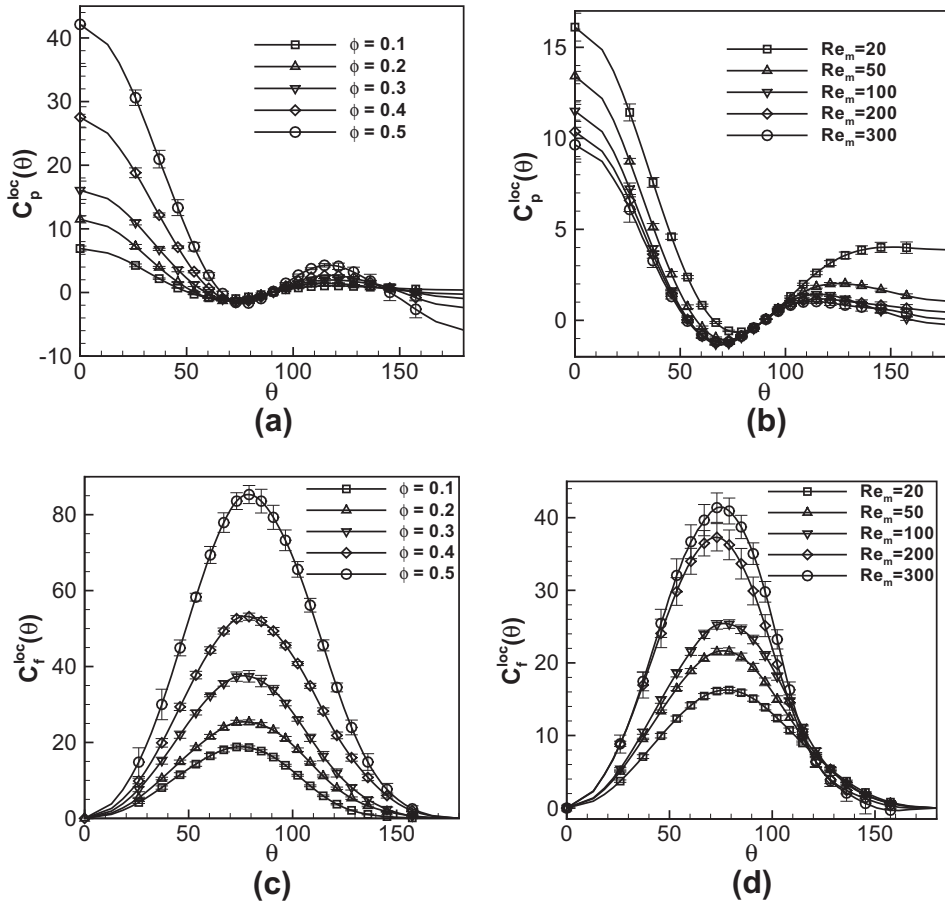 C_p^loc(θ)
40
30
20
10
0
-10
0
50
100
150
θ
ϕ = 0.1
ϕ = 0.2
ϕ = 0.3
ϕ = 0.4
ϕ = 0.5
(a)
C_p^loc(θ)
15
10
5
0
0
50
100
150
θ
Re_m=20
Re_m=50
Re_m=100
Re_m=200
Re_m=300
(b)
C_f^loc(θ)
80
60
40
20
0
0
50
100
150
θ
ϕ = 0.1
ϕ = 0.2
ϕ = 0.3
ϕ = 0.4
ϕ = 0.5
(c)
C_f^loc(θ)
40
30
20
10
0
0
50
100
150
θ
Re_m=20
Re_m=50
Re_m=100
Re_m=200
Re_m=300
(d)